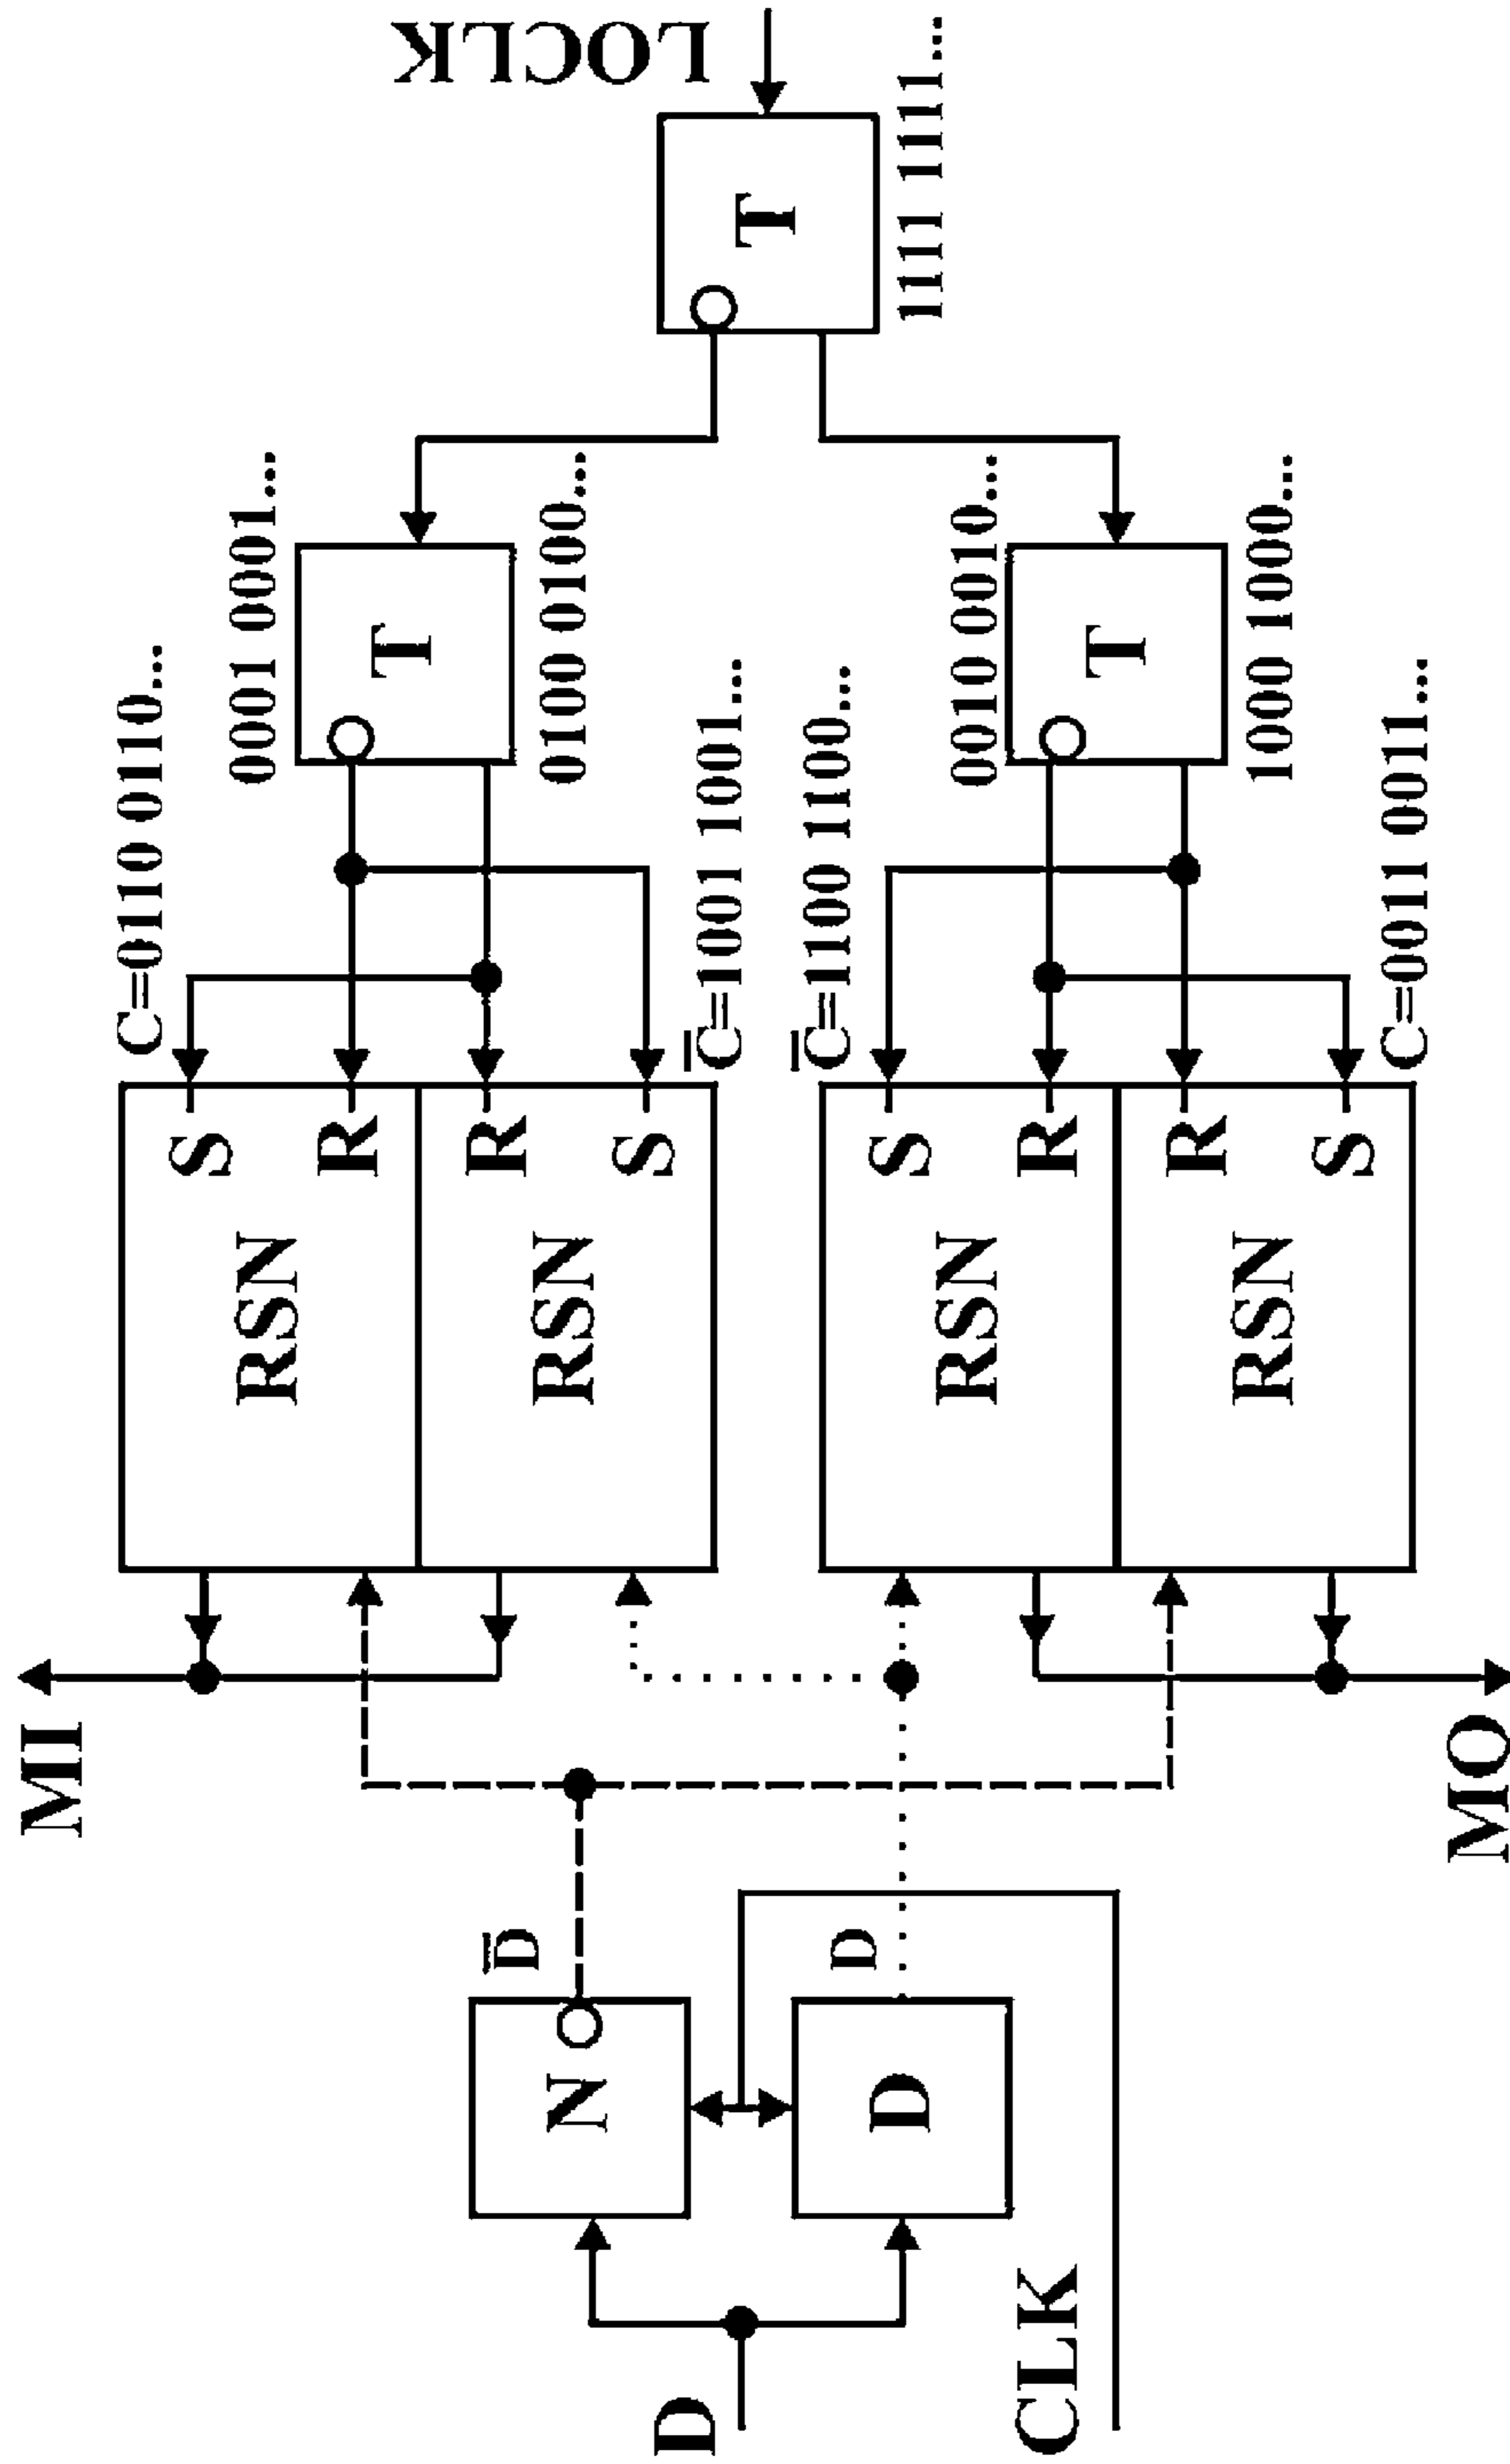 MI
C=0110 0110...
S
0001 0001...
RSN
R
T
R
D̅
RSN
0100 0100...
N
S
D
C̅=1001 1001...
LOCLK
T
C̅=1100 1100...
D
D
S
1111 1111...
RSN
0010 0010...
CLK
R
T
R
RSN
1000 1000...
S
C=0011 0011...
MO